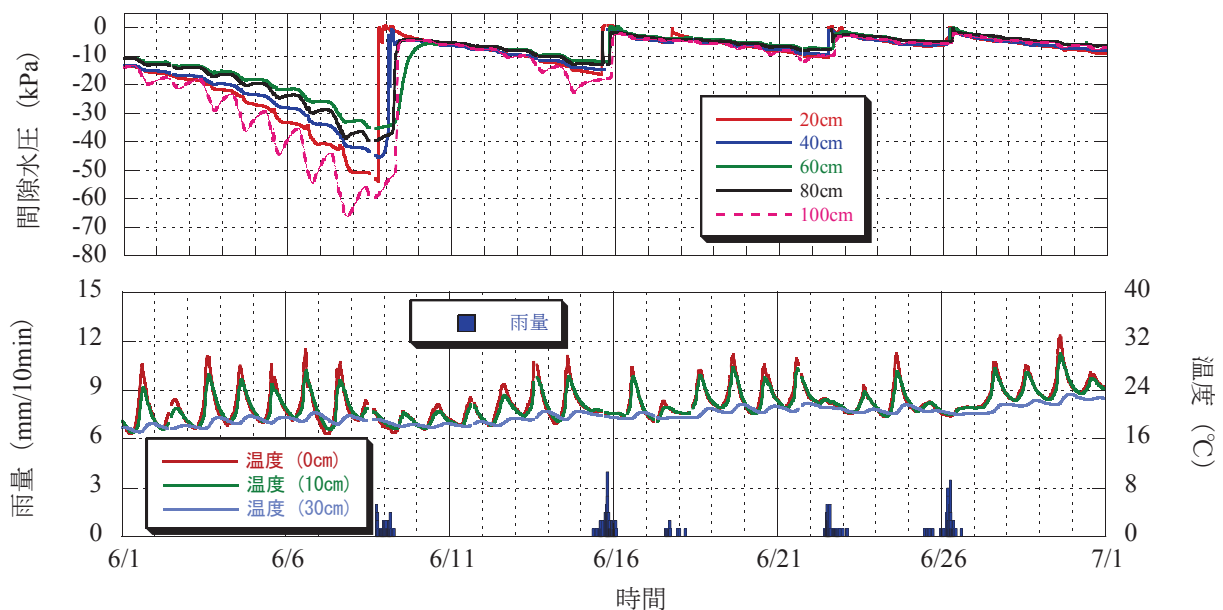 間隙水圧 (kPa)
0
-10
-20
-30
-40
-50
-60
-70
-80
20cm
40cm
60cm
80cm
100cm
雨量 (mm/10min)
15
12
9
6
3
0
雨量
温度 (0cm)
温度 (10cm)
温度 (30cm)
40
32
24
16
8
0
温度 (℃)
6/1
6/6
6/11
6/16
6/21
6/26
7/1
時間